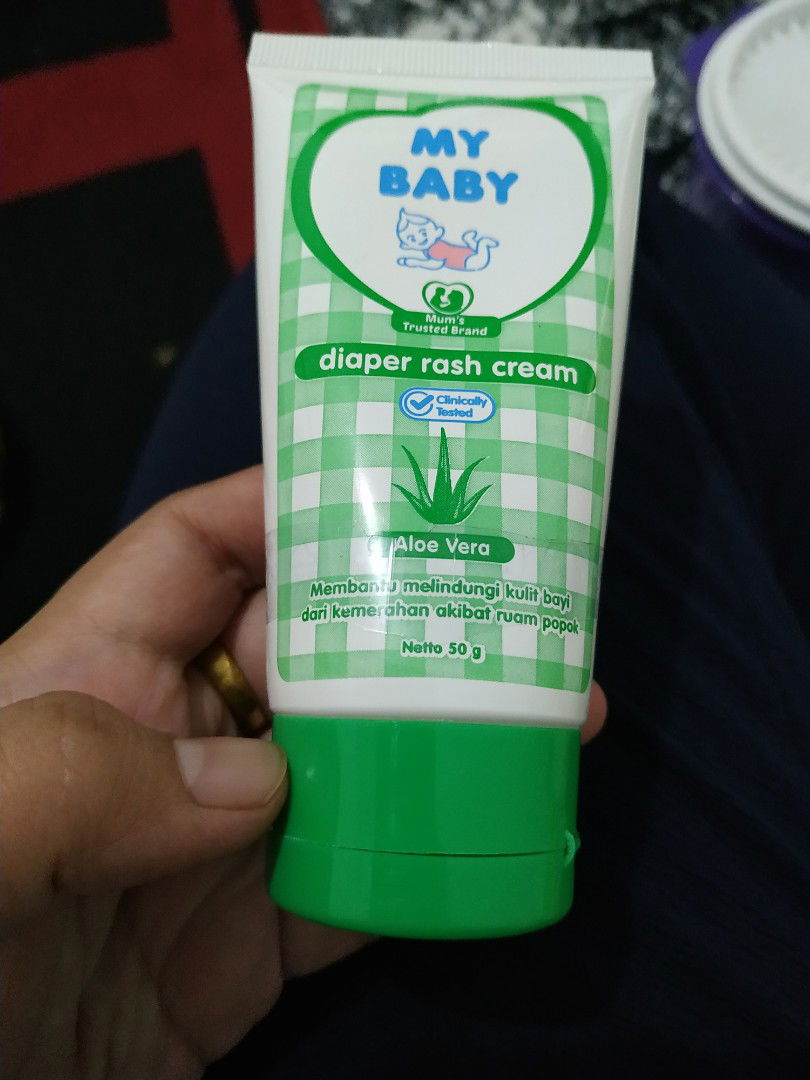 MY
BABY
Mum's
Trusted Brand
diaper rash cream
Clinically
Tested
Aloe Vera
Membantu melindungi kulit bayi
dari kemerahan akibat ruam popok
Netto 50 g